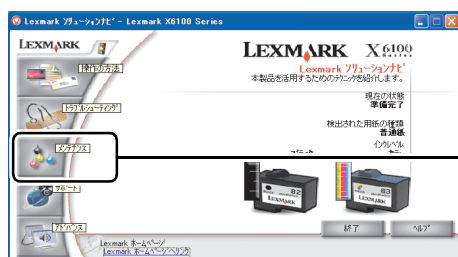 Lexmark ソリューションナビ - Lexmark X6100 Series
LEXMARK
LEXMARK X6100
Series
Lexmark ソリューションナビ
本製品を活用するためのテクニックを紹介します。
現在の状態
準備完了
検出された用紙の種類
普通紙
インクレベル
操作の方法
トラブルシューティング
メンテナンス
サポート
アドバンス
82
LEXMARK
83
LEXMARK
終了
ヘルプ
Lexmark ホームページ
Lexmark ホームページへリンク